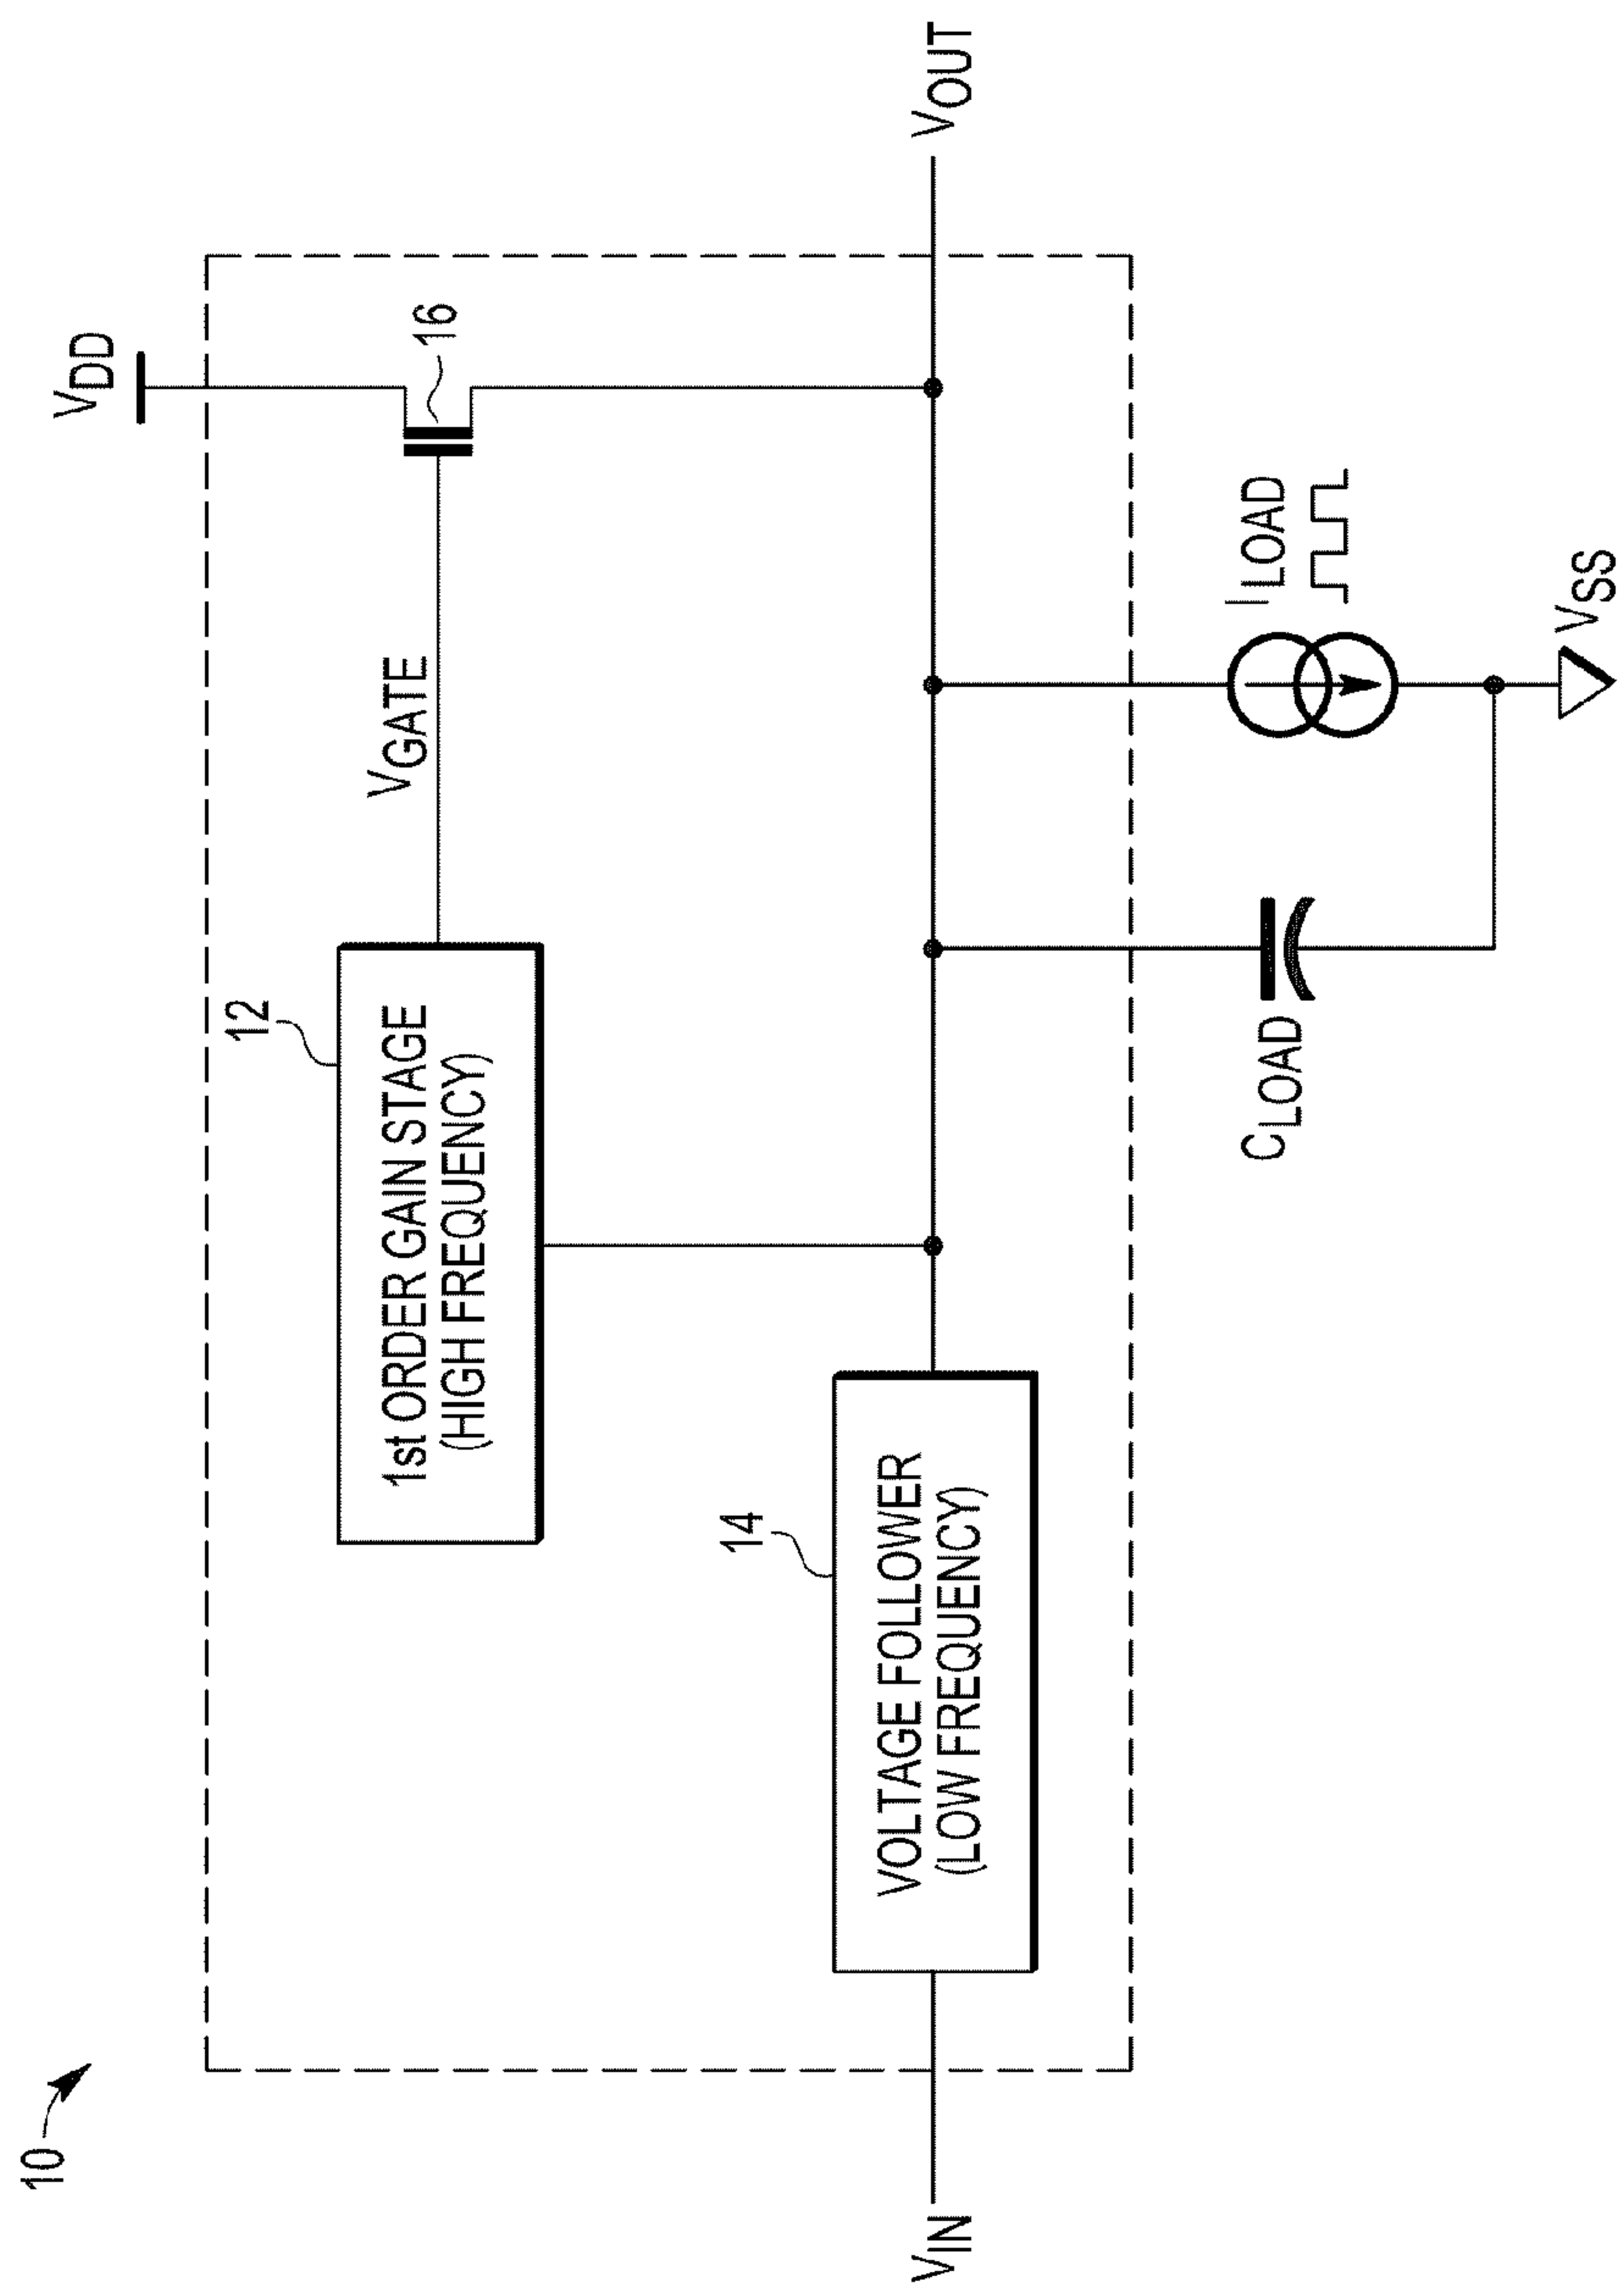 10
VDD
16
12
1st ORDER GAIN STAGE
(HIGH FREQUENCY)
VGATE
14
VOLTAGE FOLLOWER
(LOW FREQUENCY)
VIN
VOUT
CLOAD
ILOAD
VSS